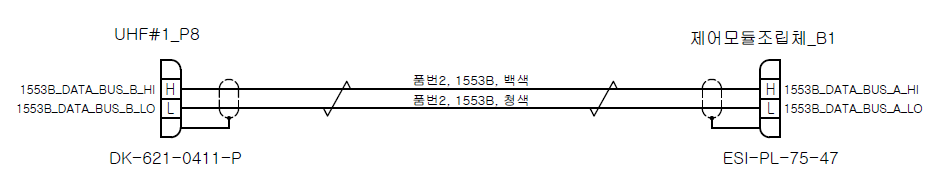 UHF#1_P8
제어모듈조립체_B1
품번2, 1553B, 백색
1553B_DATA_BUS_B_HI H H 1553B_DATA_BUS_A_HI
품번2, 1553B, 청색
1553B_DATA_BUS_B_LO L L 1553B_DATA_BUS_A_LO
DK-621-0411-P
ESI-PL-75-47